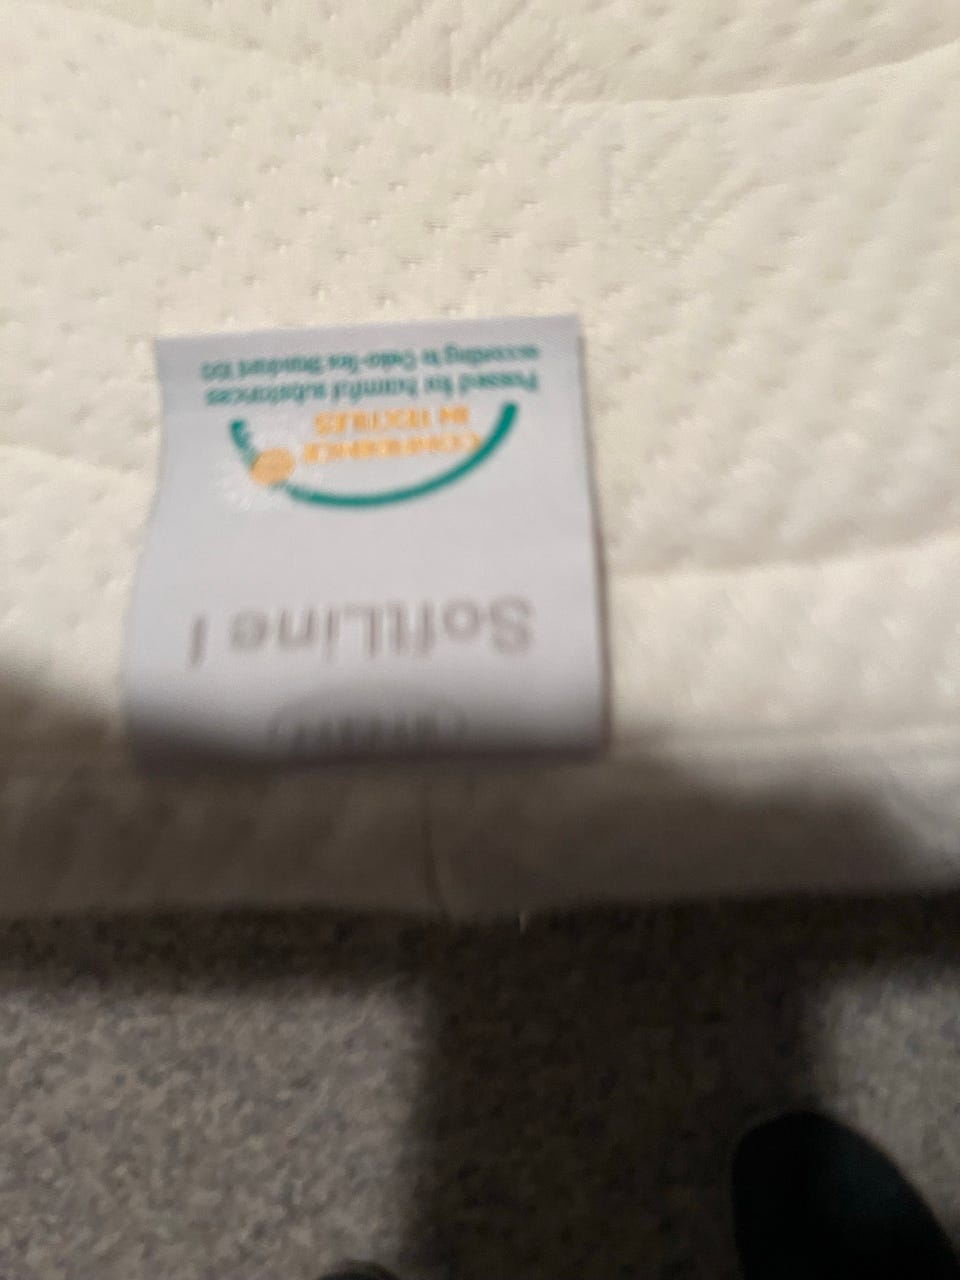 SoftLine I
CONFIDENCE
IN TEXTILES
Passed for harmful substances
according to Oeko-Tex Standard 100